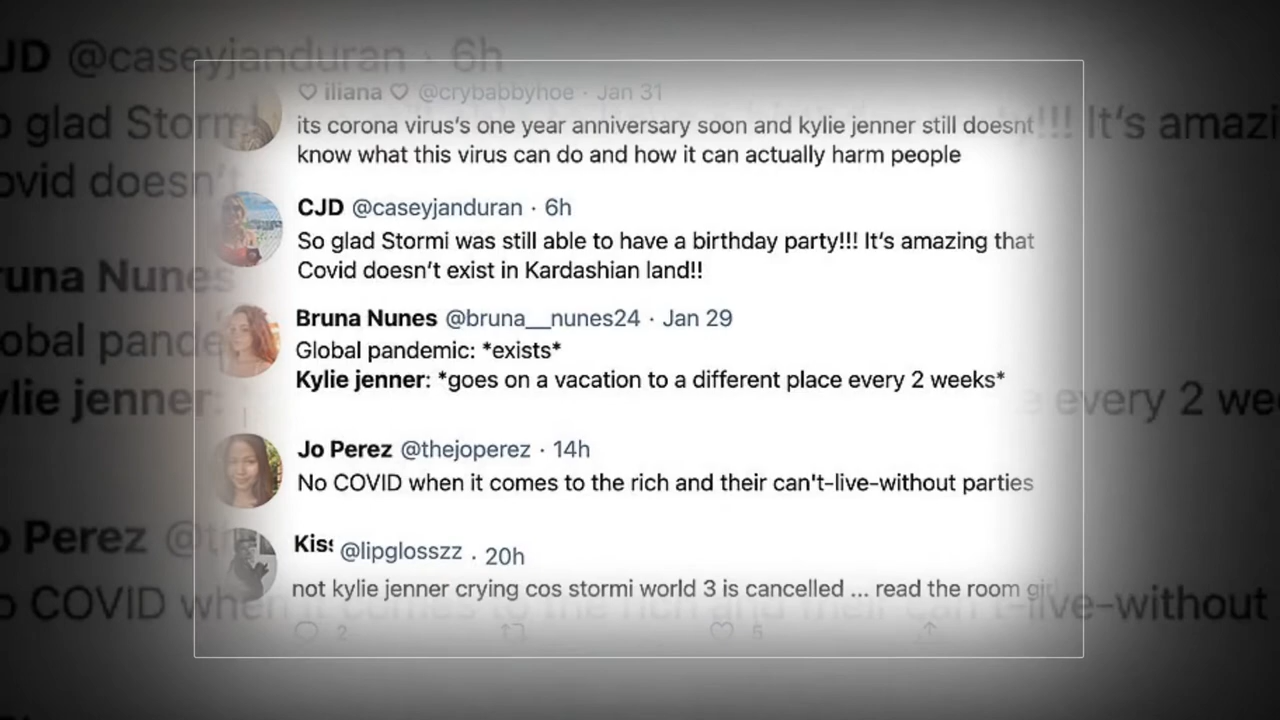 ♡ iliana ♡ @crybabbyhoe · Jan 31
its corona virus's one year anniversary soon and kylie jenner still doesnt
know what this virus can do and how it can actually harm people
CJD @caseyjanduran · 6h
So glad Stormi was still able to have a birthday party!!! It's amazing that
Covid doesn't exist in Kardashian land!!
Bruna Nunes @bruna__nunes24 · Jan 29
Global pandemic: *exists*
Kylie jenner: *goes on a vacation to a different place every 2 weeks*
Jo Perez @thejoperez · 14h
No COVID when it comes to the rich and their can't-live-without parties
Kiss @lipglosszz · 20h
not kylie jenner crying cos stormi world 3 is cancelled ... read the room girl
2 5